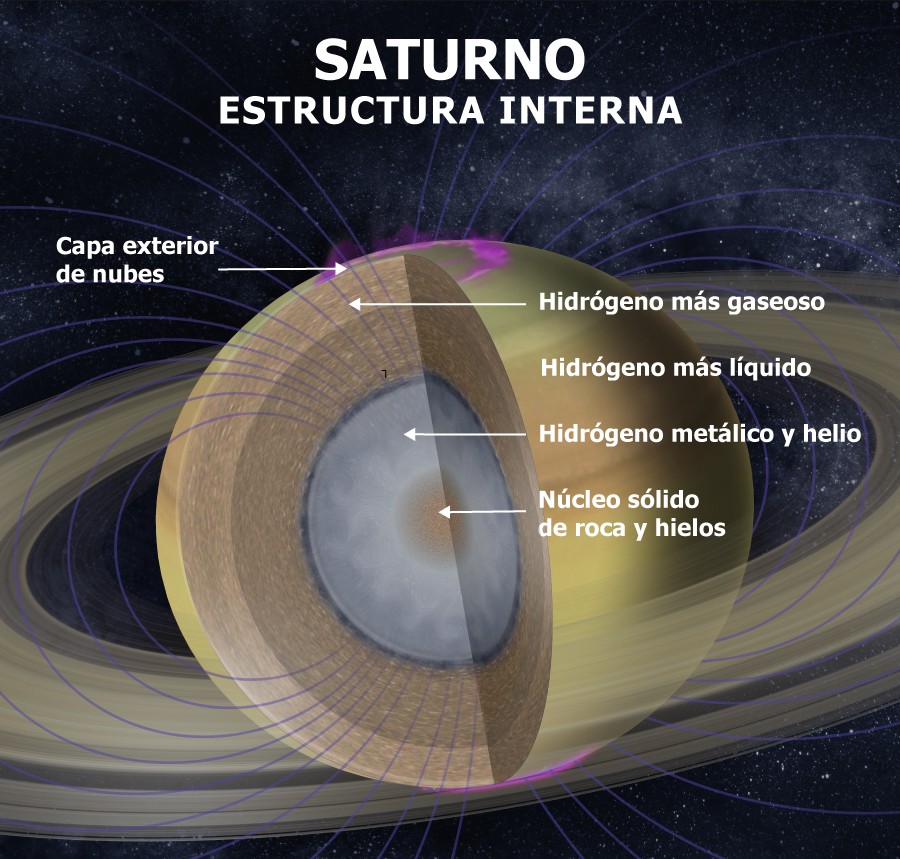 SATURNO
ESTRUCTURA INTERNA
Capa exterior
de nubes
Hidrógeno más gaseoso
Hidrógeno más líquido
Hidrógeno metálico y helio
Núcleo sólido
de roca y hielos